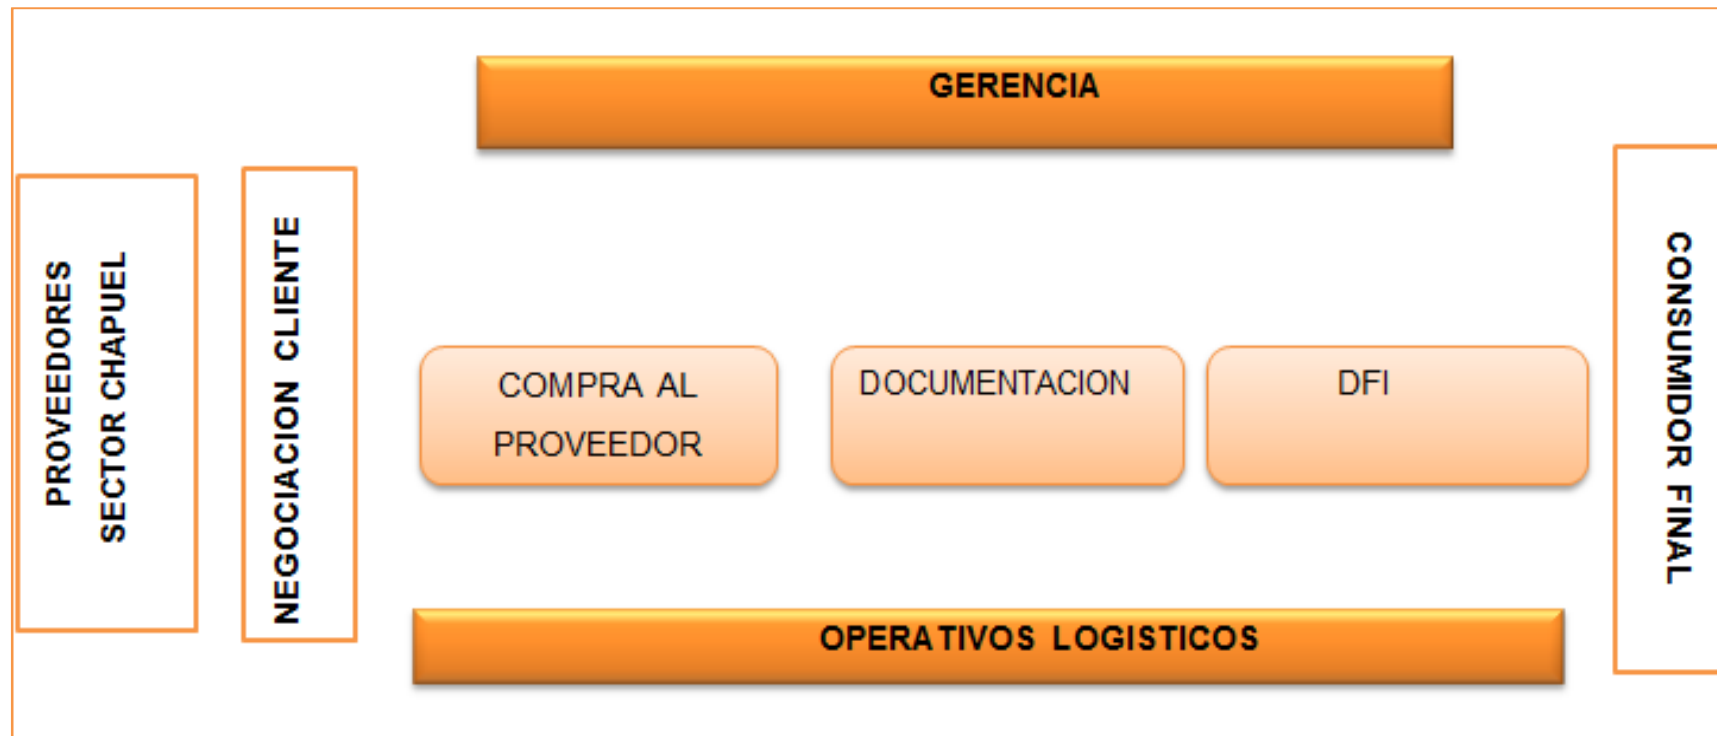 GERENCIA
PROVEEDORES
SECTOR CHAPUEL
NEGOCIACION CLIENTE
COMPRA AL
PROVEEDOR
DOCUMENTACION
DFI
CONSUMIDOR FINAL
OPERATIVOS LOGISTICOS